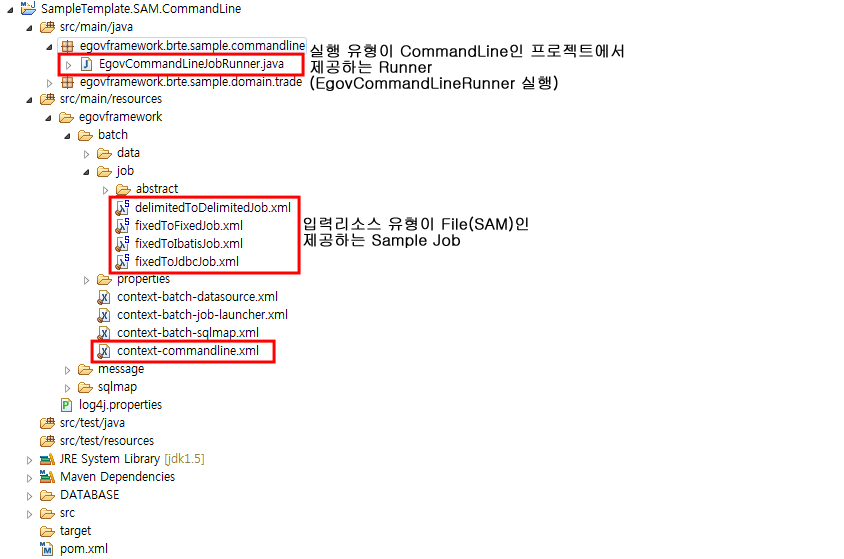 SampleTemplate.SAM.CommandLine
src/main/java
egovframework.brte.sample.commandline
실행 유형이 CommandLine인 프로젝트에서
EgovCommandLineJobRunner.java
제공하는 Runner
egovframework.brte.sample.domain.trade
(EgovCommandLineRunner 실행)
src/main/resources
egovframework
batch
data
job
abstract
delimitedToDelimitedJob.xml
fixedToFixedJob.xml
입력리소스 유형이 File(SAM)인
fixedToIbatisJob.xml
제공하는 Sample Job
fixedToJdbcJob.xml
properties
context-batch-datasource.xml
context-batch-job-launcher.xml
context-batch-sqlmap.xml
context-commandline.xml
message
sqlmap
log4j.properties
src/test/java
src/test/resources
JRE System Library [jdk1.5]
Maven Dependencies
DATABASE
src
target
pom.xml